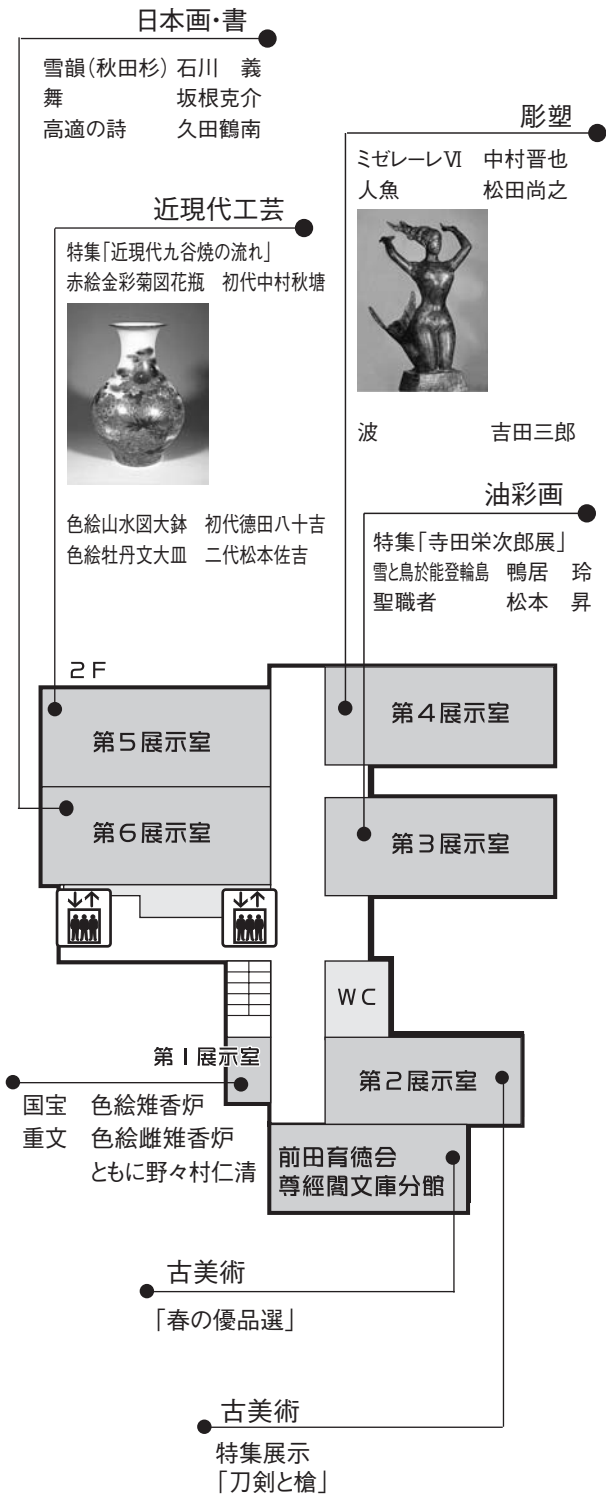 日本画・書
雪韻(秋田杉) 石川　義
舞　坂根克介
高適の詩　久田鶴南
彫塑
ミゼレーレⅥ　中村晋也
人魚　松田尚之
波　吉田三郎
近現代工芸
特集「近現代九谷焼の流れ」
赤絵金彩菊図花瓶　初代中村秋塘
色絵山水図大鉢　初代徳田八十吉
色絵牡丹文大皿　二代松本佐吉
油彩画
特集「寺田栄次郎展」
雪と鳥於能登輪島　鴨居　玲
聖職者　松本　昇
2F
第5展示室
第4展示室
第6展示室
第3展示室
WC
第1展示室
国宝　色絵雉香炉
重文　色絵雌雉香炉
ともに野々村仁清
第2展示室
前田育徳会
尊經閣文庫分館
古美術
「春の優品選」
古美術
特集展示
「刀剣と槍」